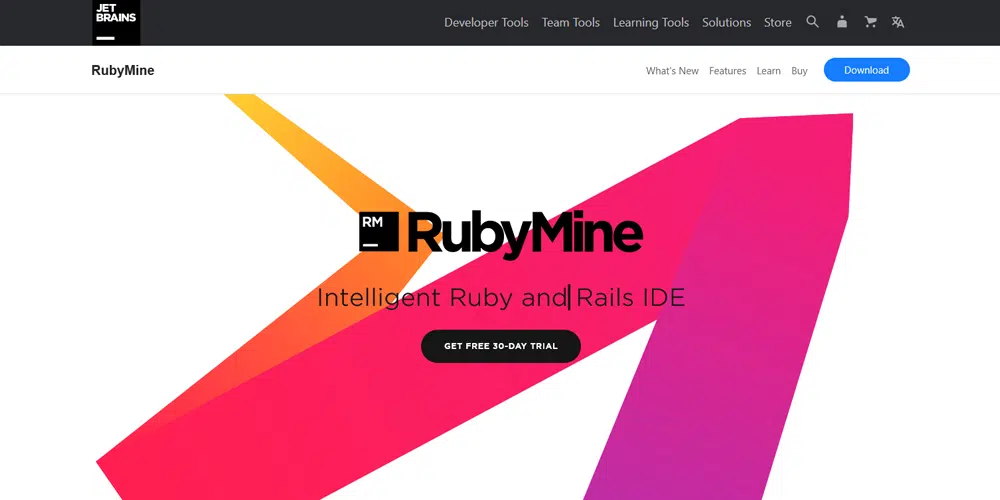 JET
BRAINS
Developer Tools Team Tools Learning Tools Solutions Store
RubyMine
What's New Features Learn Buy Download
RM
RubyMine
Intelligent Ruby and Rails IDE
GET FREE 30-DAY TRIAL